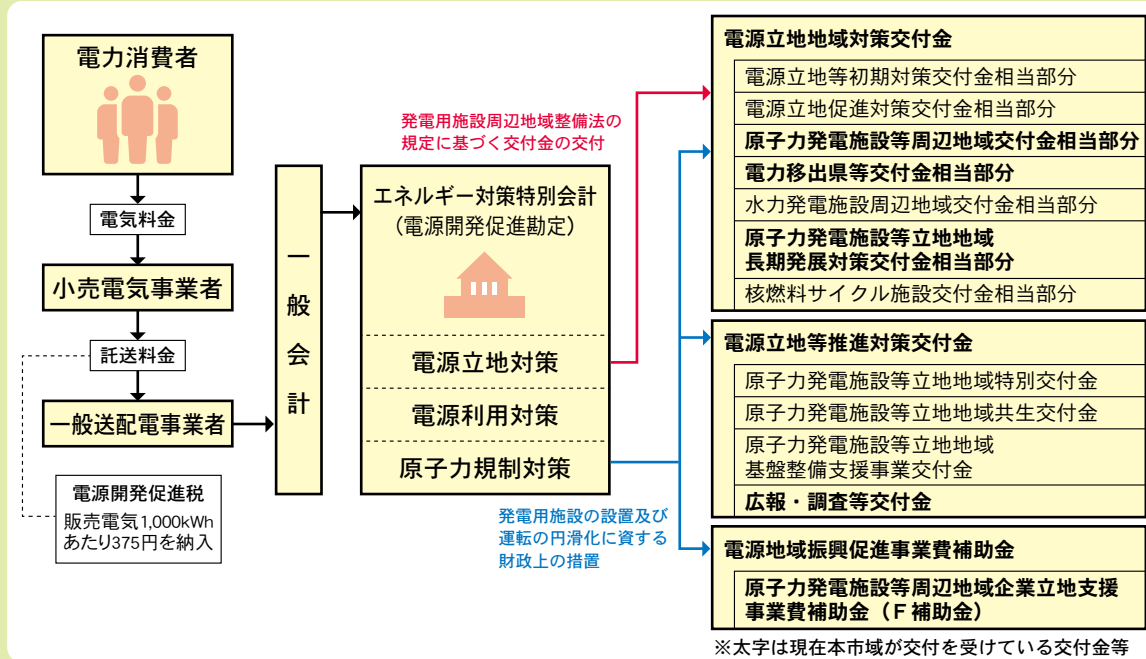 電力消費者
電気料金
小売電気事業者
託送料金
一般送配電事業者
電源開発促進税
販売電気1,000kWh
あたり375円を納入
一般会計
発電用施設周辺地域整備法の
規定に基づく交付金の交付
エネルギー対策特別会計
(電源開発促進勘定)
電源立地対策
電源利用対策
原子力規制対策
発電用施設の設置及び
運転の円滑化に資する
財政上の措置
電源立地地域対策交付金
電源立地等初期対策交付金相当部分
電源立地促進対策交付金相当部分
原子力発電施設等周辺地域交付金相当部分
電力移出県等交付金相当部分
水力発電施設周辺地域交付金相当部分
原子力発電施設等立地地域
長期発展対策交付金相当部分
核燃料サイクル施設交付金相当部分
電源立地等推進対策交付金
原子力発電施設等立地地域特別交付金
原子力発電施設等立地地域共生交付金
原子力発電施設等立地地域
基盤整備支援事業交付金
広報・調査等交付金
電源地域振興促進事業費補助金
原子力発電施設等周辺地域企業立地支援
事業費補助金（F補助金）
※太字は現在本市域が交付を受けている交付金等